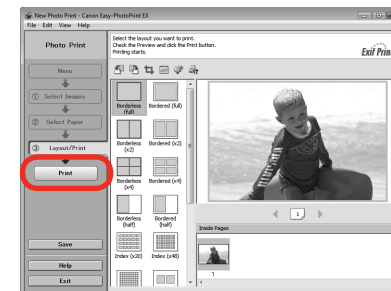 New Photo Print - Canon Easy-PhotoPrint EX
File Edit View Help
Photo Print
Select the layout you want to print.
Check the Preview and click the Print button.
Printing starts.
Exif Prin
Menu
① Select Images
② Select Paper
③ Layout/Print
Print
Save
Help
Exit
Borderless (full)
Bordered (full)
Borderless (x2)
Bordered (x2)
Borderless (x4)
Bordered (x4)
Borderless (half)
Bordered (half)
Index (x20)
Index (x48)
1
Inside Pages
1